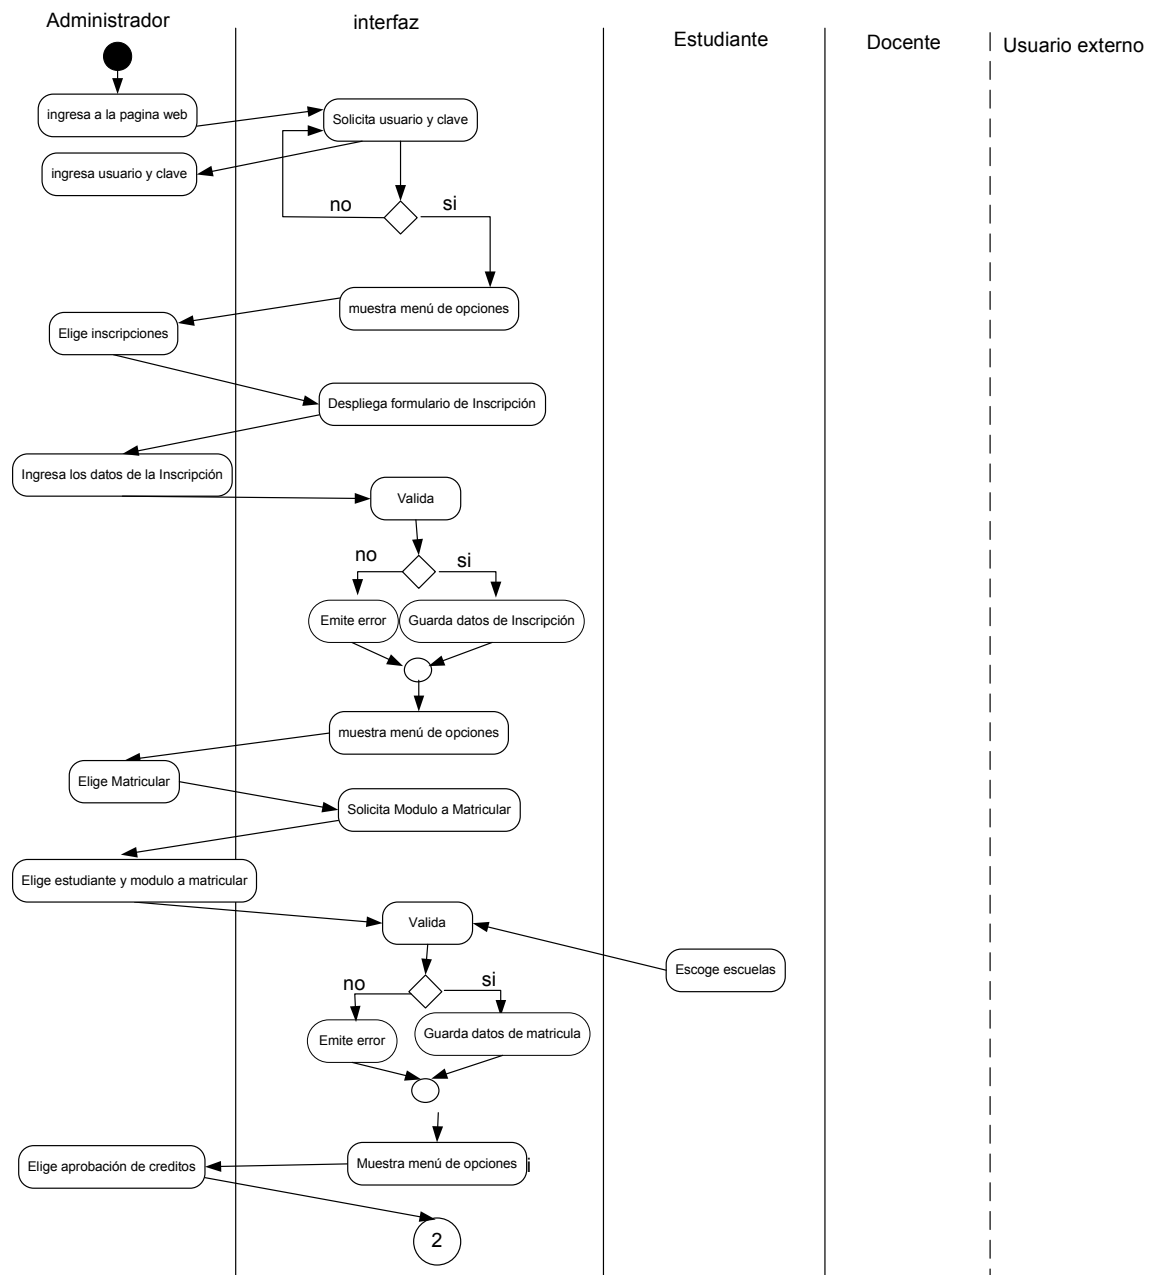 Administrador
interfaz
Estudiante
Docente
Usuario externo
ingresa a la pagina web
Solicita usuario y clave
ingresa usuario y clave
no
si
muestra menú de opciones
Elige inscripciones
Despliega formulario de Inscripción
Ingresa los datos de la Inscripción
Valida
no
si
Emite error
Guarda datos de Inscripción
muestra menú de opciones
Elige Matricular
Solicita Modulo a Matricular
Elige estudiante y modulo a matricular
Valida
Escoge escuelas
no
si
Emite error
Guarda datos de matricula
Elige aprobación de creditos
Muestra menú de opciones
i
2